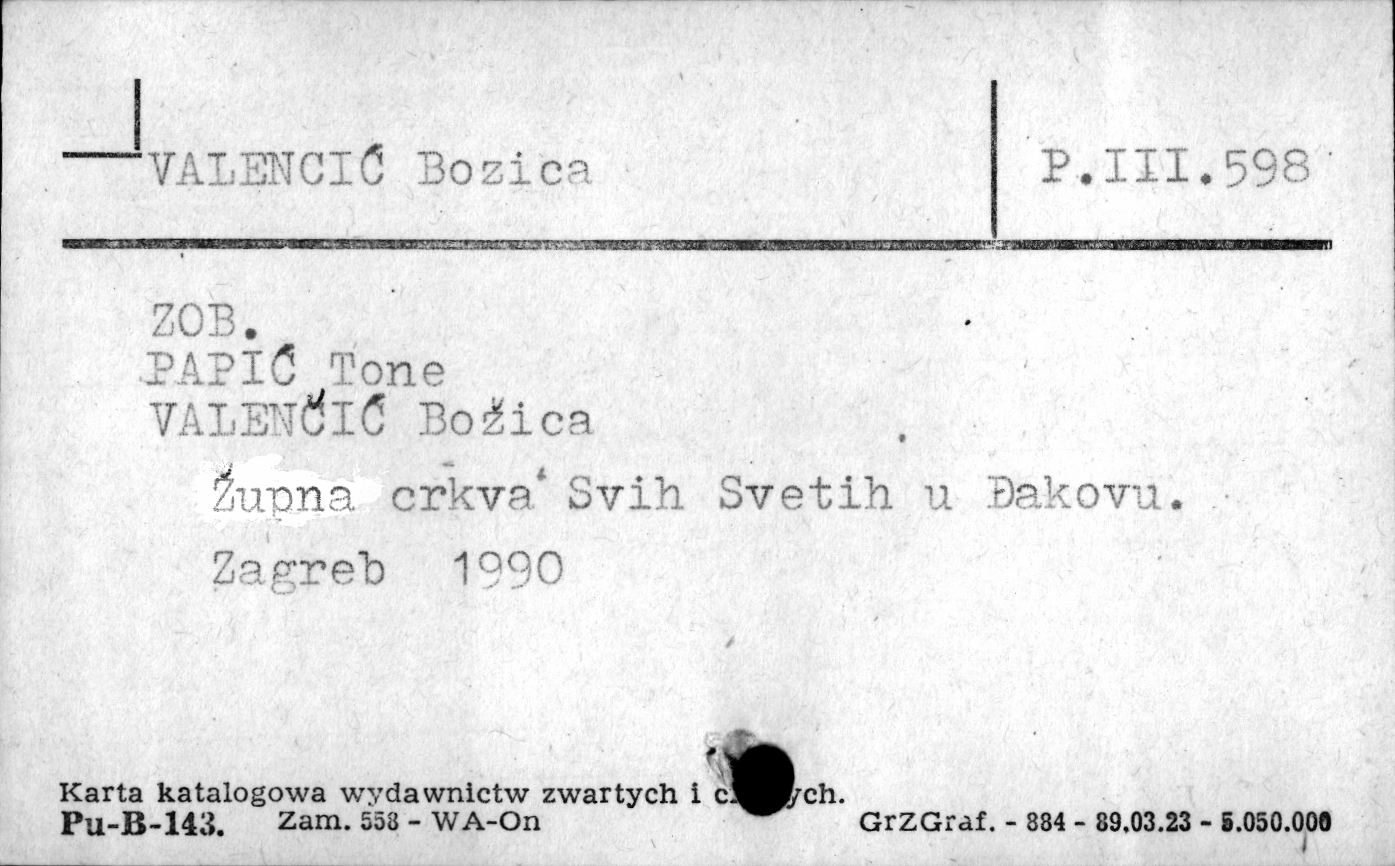 VALENCIĆ Bozica P.III.598
ZOB.
PAPIĆ Tone
VALENČIĆ Božica
Župna crkva Svih Svetih u Đakovu.
Zagreb 1990
Karta katalogowa wydawnictw zwartych i
Pu-B-143. Zam. 558 - WA-On GrZGraf. - 884 - 89.03.23 - 5.050.000